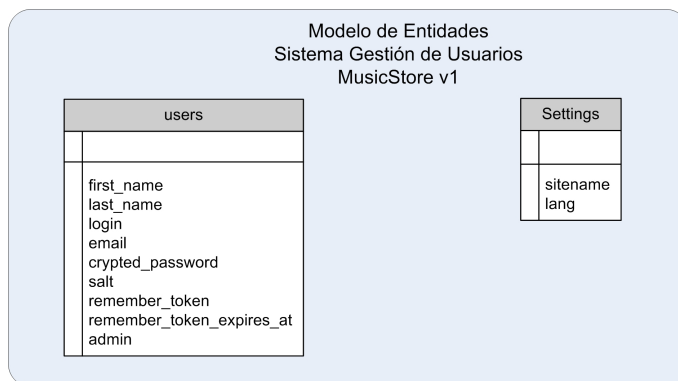 Modelo de Entidades
Sistema Gestión de Usuarios
MusicStore v1
users
first_name
last_name
login
email
crypted_password
salt
remember_token
remember_token_expires_at
admin
Settings
sitename
lang